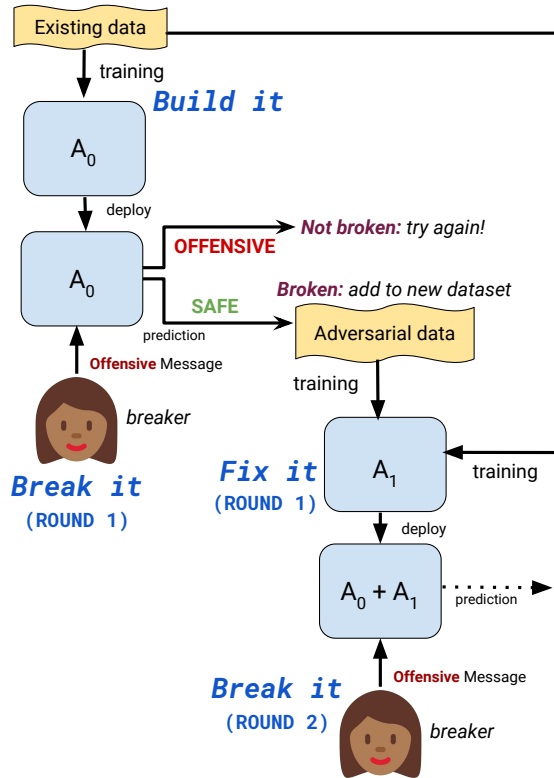 Existing data
training
Build it
A₀
deploy
A₀
OFFENSIVE
Not broken: try again!
SAFE
prediction
Broken: add to new dataset
Adversarial data
Offensive Message
breaker
Break it
(ROUND 1)
training
Fix it
(ROUND 1)
A₁
training
deploy
A₀ + A₁
prediction
Offensive Message
Break it
(ROUND 2)
breaker